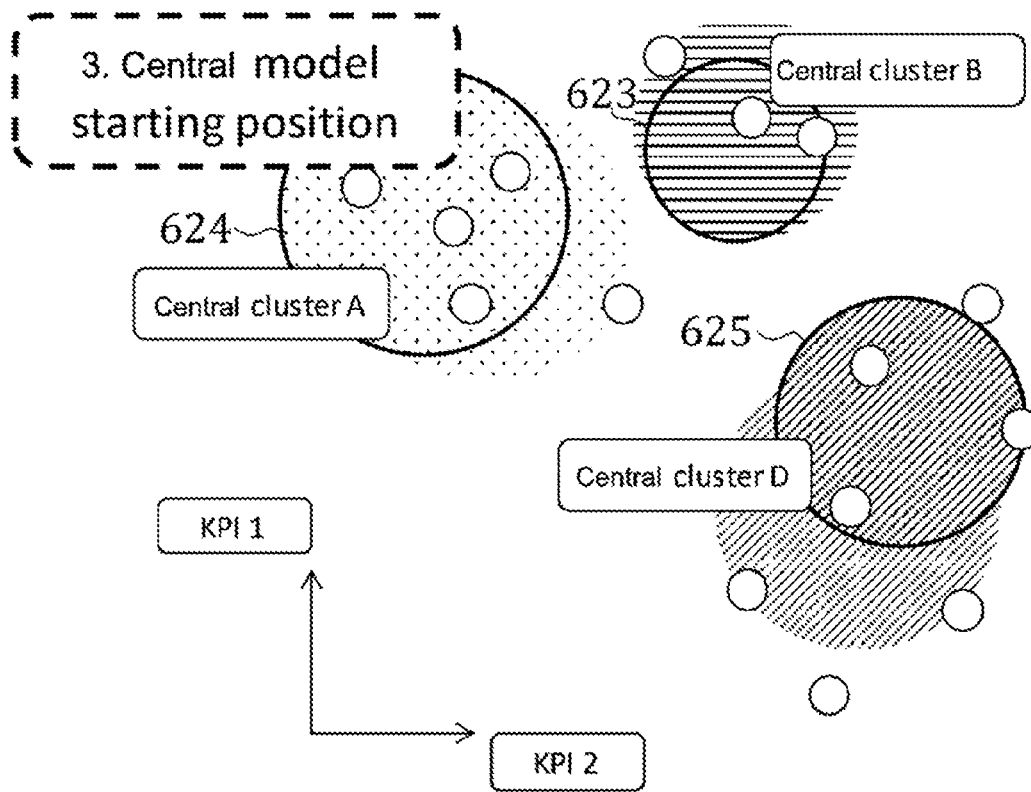 3. Central model
starting position
623
Central cluster B
624
Central cluster A
625
Central cluster D
KPI 1
KPI 2